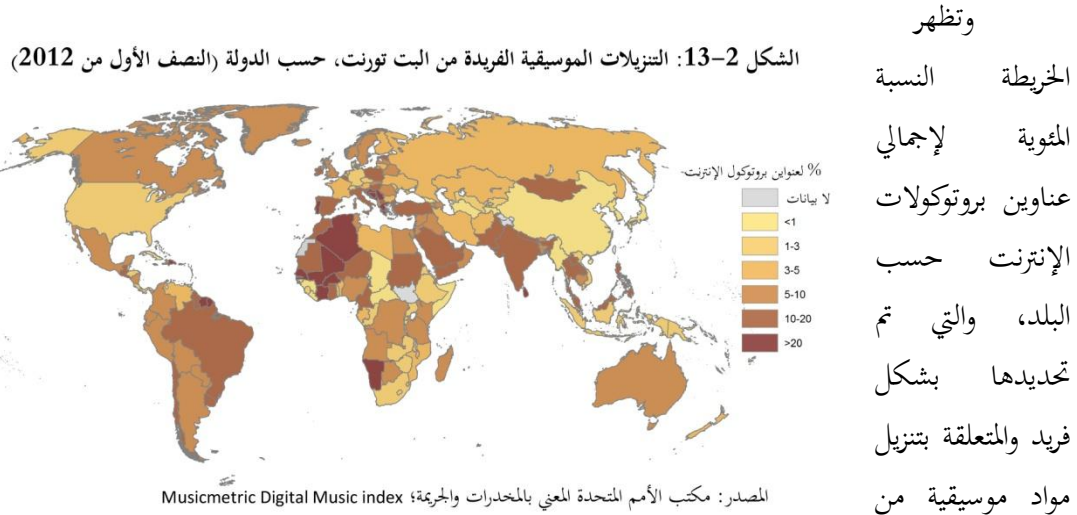 وتظهر
الشكل 2-13: التنزيلات الموسيقية الفريدة من البت تورنت، حسب الدولة (النصف الأول من 2012)
الخريطة النسبة
المئوية لإجمالي
عناوين بروتوكولات
الإنترنت حسب
البلد، والتي تم
تحديدها بشكل
فريد والمتعلقة بتنزيل
مواد موسيقية من
% لعنواين بروتوكول الإنترنت
لا بيانات
<1
1-3
3-5
5-10
10-20
>20
المصدر: مكتب الأمم المتحدة المعني بالمخدرات والجريمة؛ Musicmetric Digital Music index